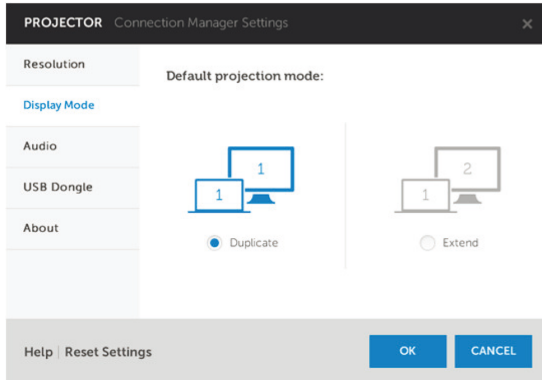 PROJECTOR Connection Manager Settings ×
Resolution
Default projection mode:
Display Mode
Audio
USB Dongle
About
1
1
Duplicate
2
1
Extend
Help | Reset Settings
OK
CANCEL